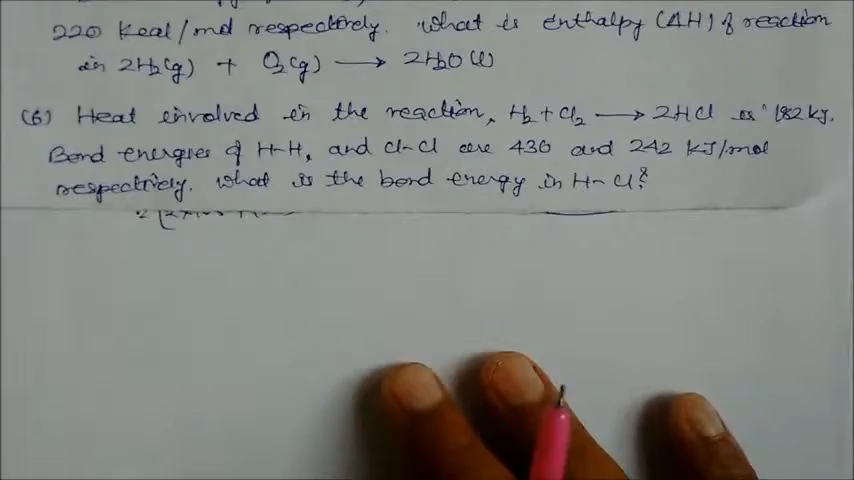 220 Kcal/mol respectively. What is enthalpy (ΔH) of reaction
in 2H₂(g) + O₂(g) ⟶ 2H₂O(l)
(6) Heat involved in the reaction, H₂ + Cl₂ ⟶ 2HCl is 182 kJ.
Bond energies of H-H, and Cl-Cl are 430 and 242 KJ/mol
respectively. What is the bond energy in H-Cl?